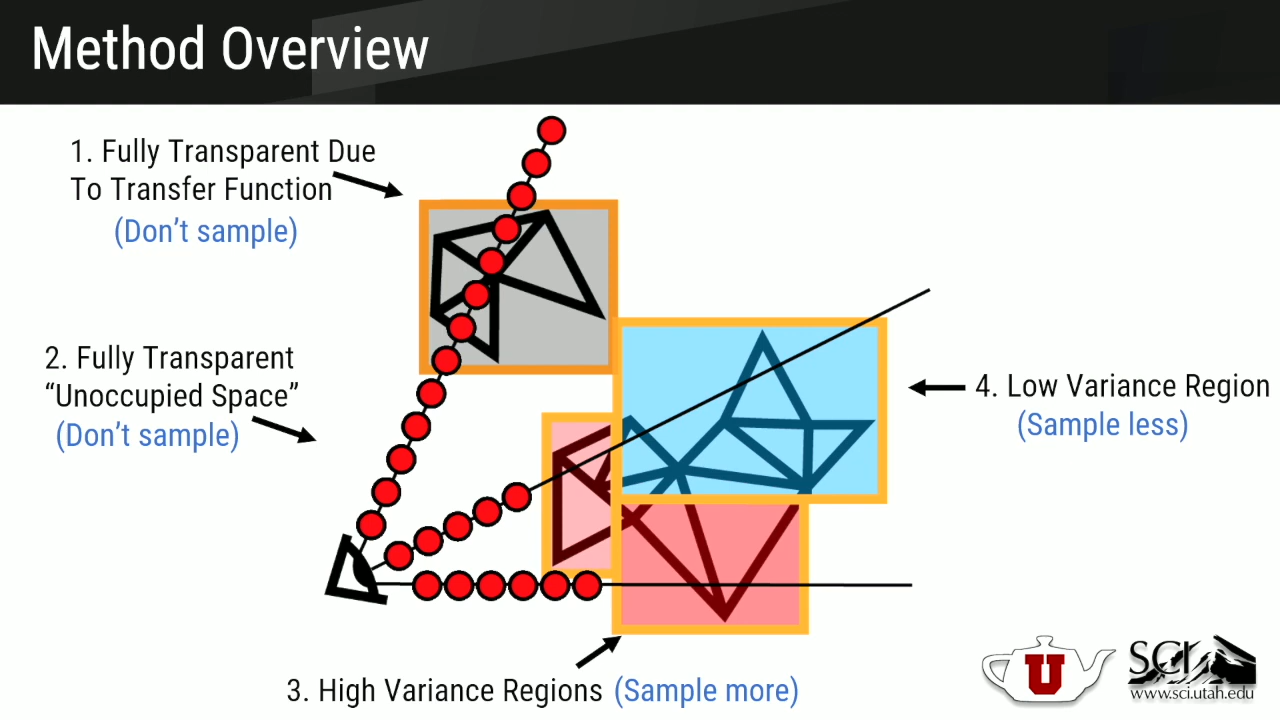 Method Overview
1. Fully Transparent Due
To Transfer Function
(Don’t sample)
2. Fully Transparent
“Unoccupied Space”
(Don’t sample)
4. Low Variance Region
(Sample less)
3. High Variance Regions (Sample more)
U
SCI
www.sci.utah.edu